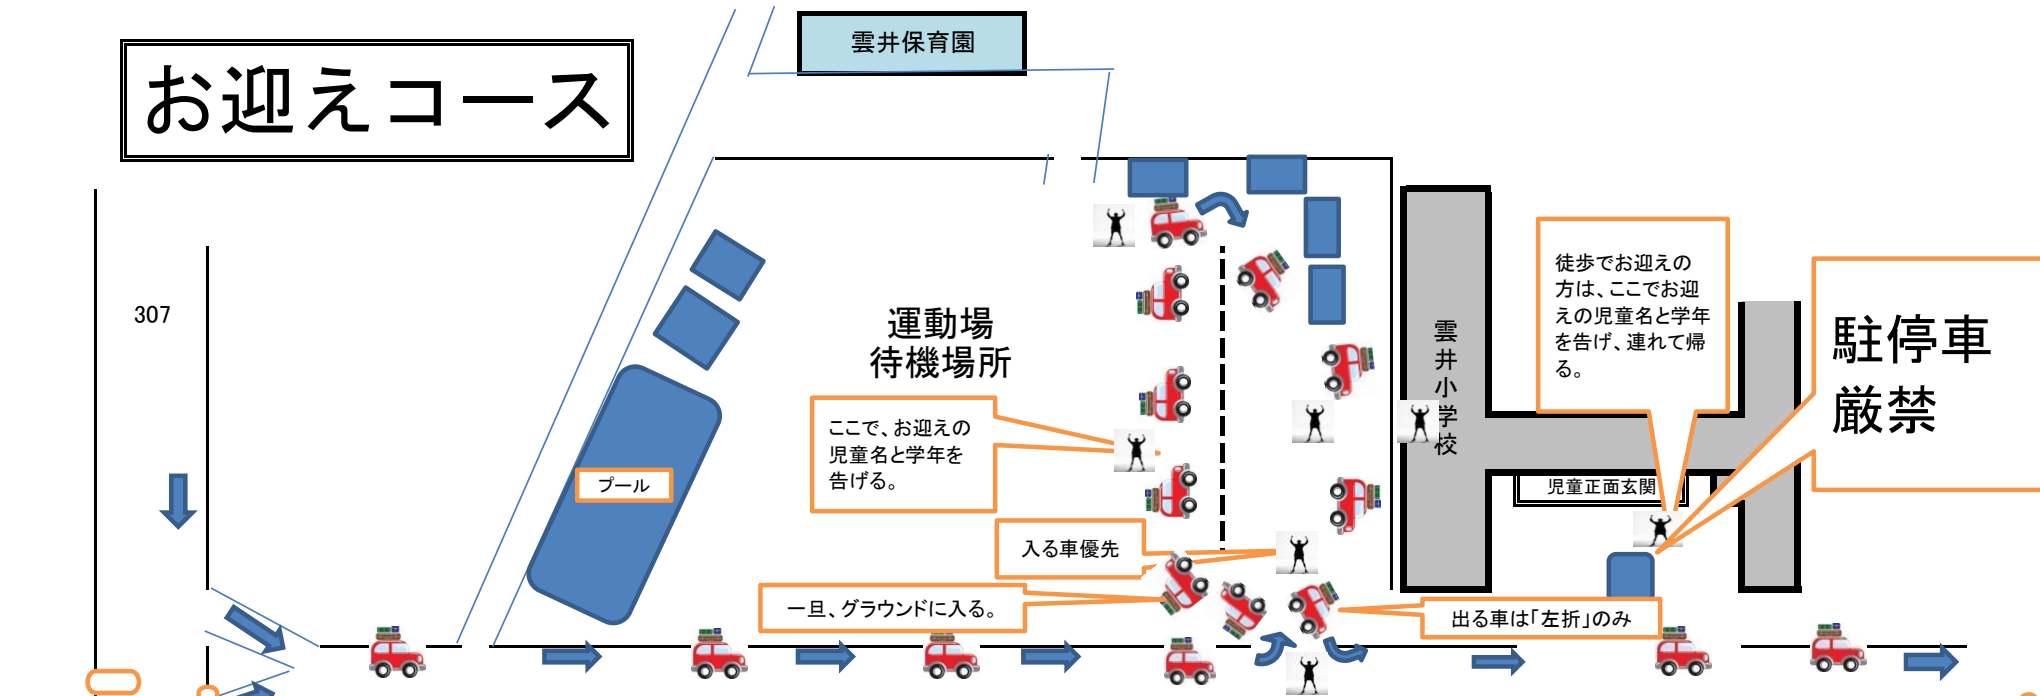 雲井保育園
お迎えコース
307
運動場
待機場所
徒歩でお迎えの
方は、ここでお迎
えの児童名と学年
を告げ、連れて帰
る。
駐停車
厳禁
雲井小学校
ここで、お迎えの
児童名と学年を
告げる。
プール
児童正面玄関
入る車優先
一旦、グラウンドに入る。
出る車は「左折」のみ